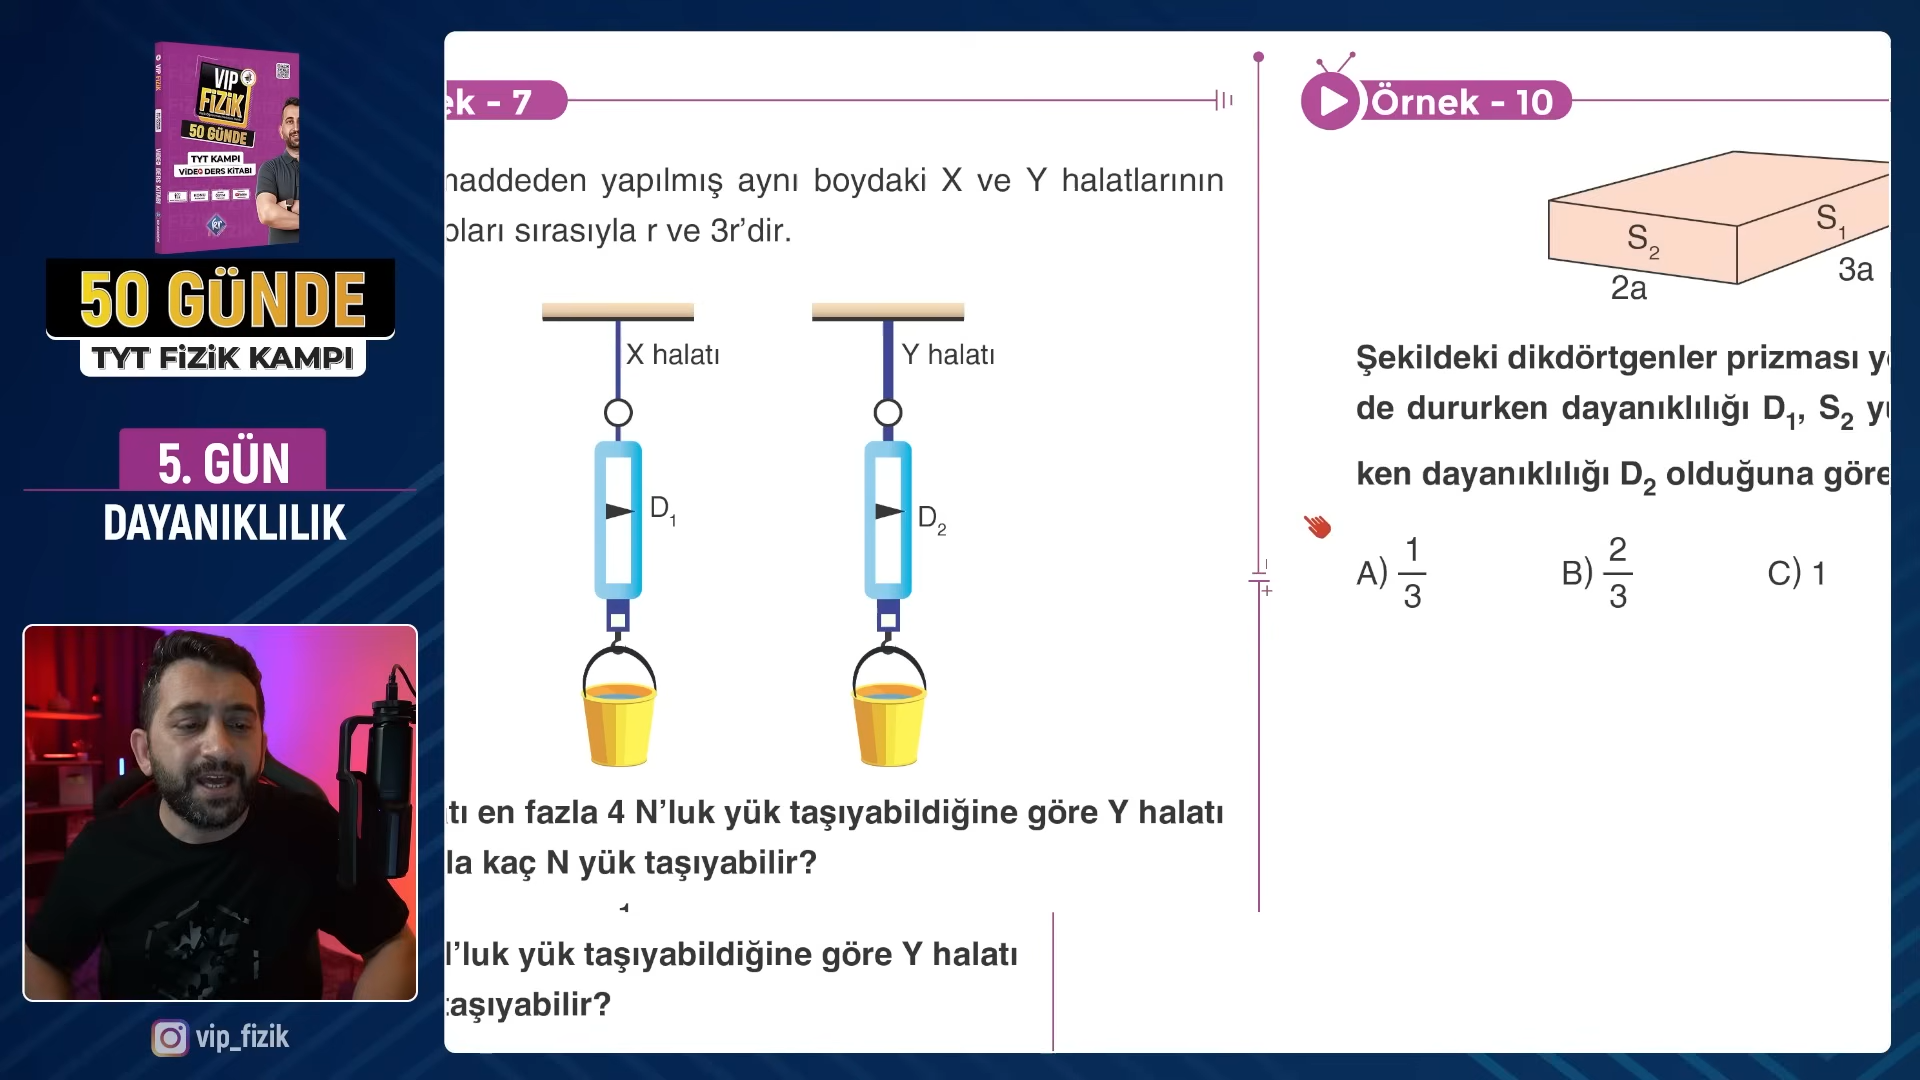 VIP
FİZİK
50 GÜNDE
TYT KAMPI
VİDEO DERS KİTABI
50 GÜNDE
TYT FİZİK KAMPI
5. GÜN
DAYANIKLILIK
vip_fizik
ek - 7
maddeden yapılmış aynı boydaki X ve Y halatlarının
pları sırasıyla r ve 3r’dir.
X halatı
Y halatı
D1
D2
tı en fazla 4 N’luk yük taşıyabildiğine göre Y halatı
la kaç N yük taşıyabilir?
N’luk yük taşıyabildiğine göre Y halatı
taşıyabilir?
Örnek - 10
S2
S1
2a
3a
Şekildeki dikdörtgenler prizması
de dururken dayanıklılığı D1, S2
ken dayanıklılığı D2 olduğuna göre
A) 1/3 B) 2/3 C) 1